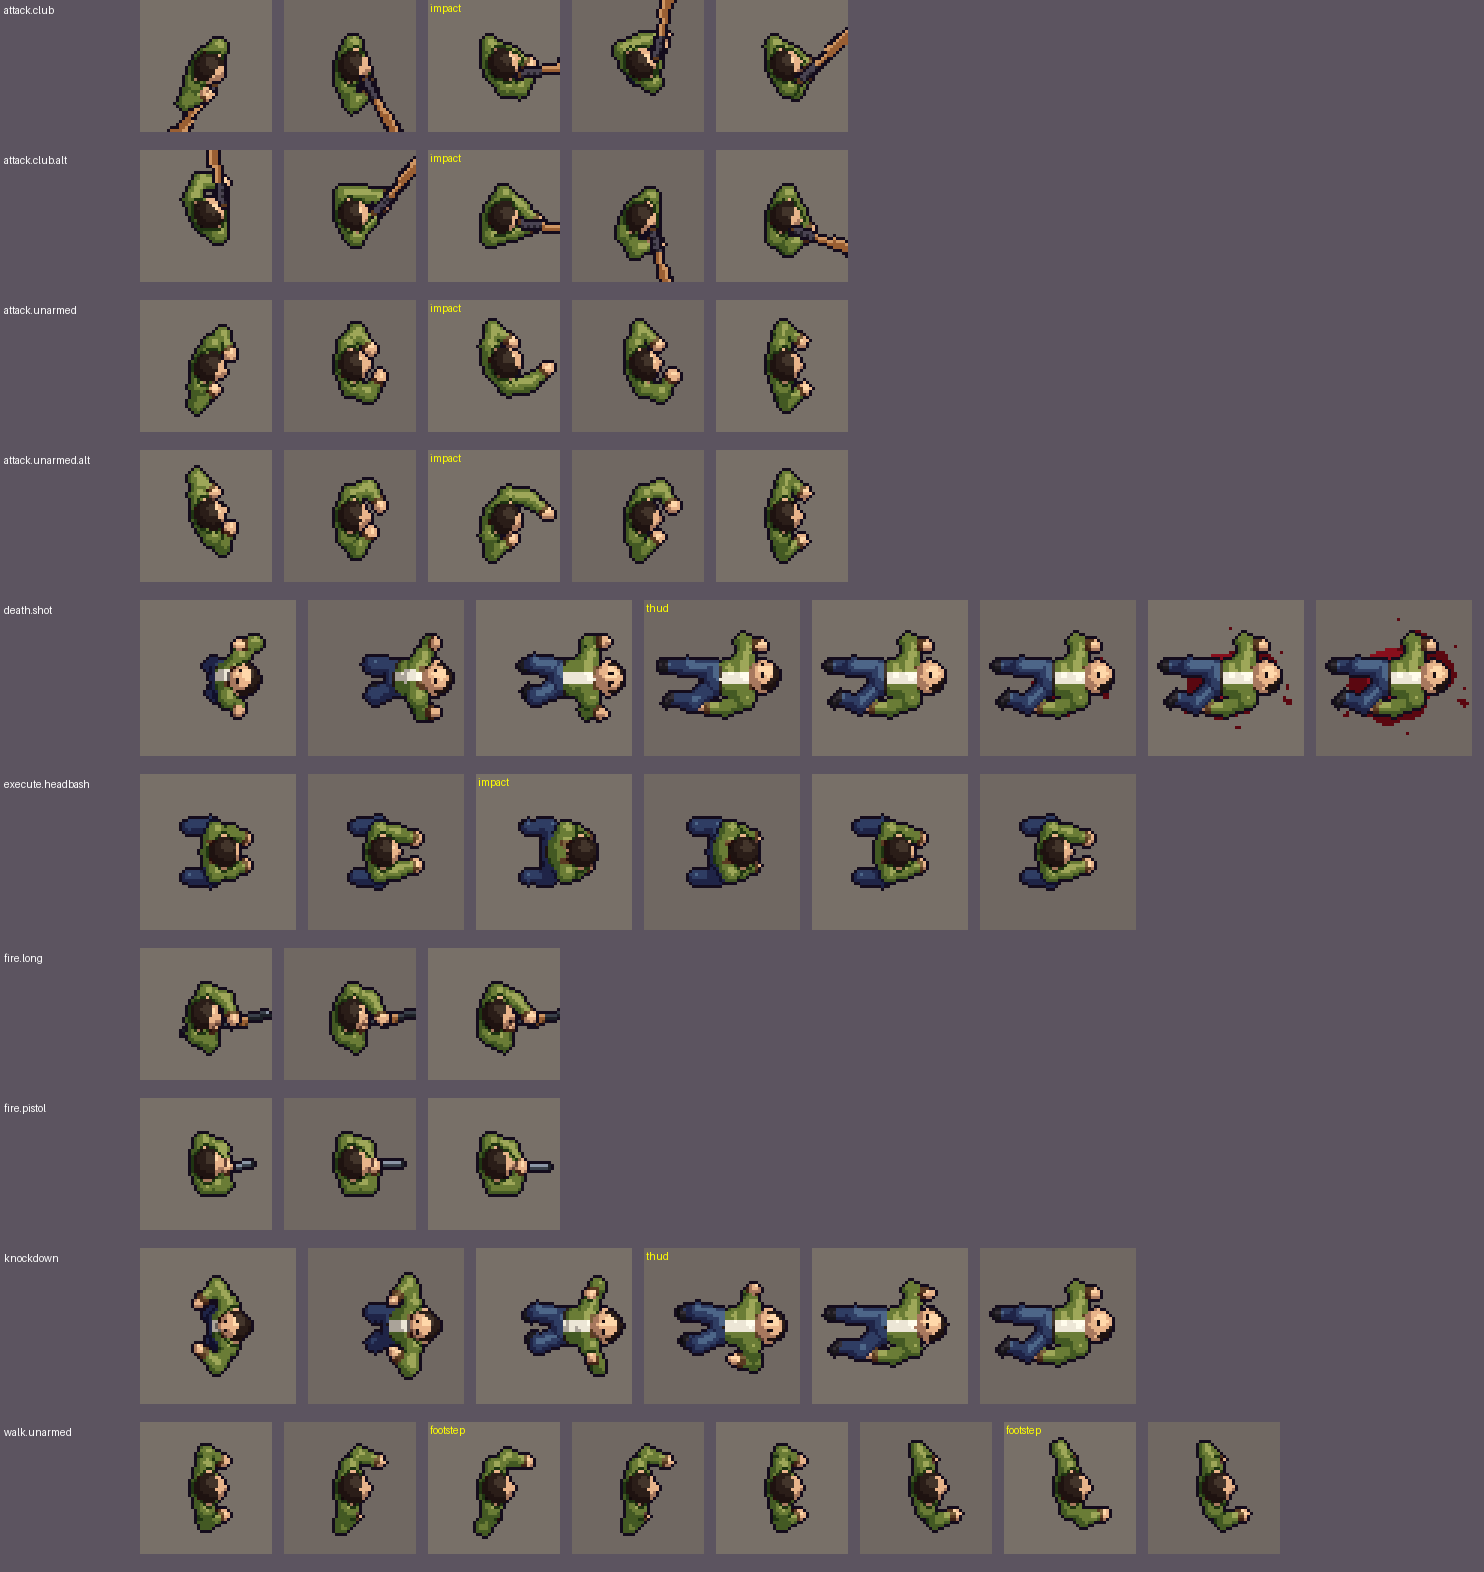 attack.club
impact
attack.club.alt
impact
attack.unarmed
impact
attack.unarmed.alt
impact
death.shot
thud
execute.headbash
impact
fire.long
fire.pistol
knockdown
thud
walk.unarmed
footstep
footstep